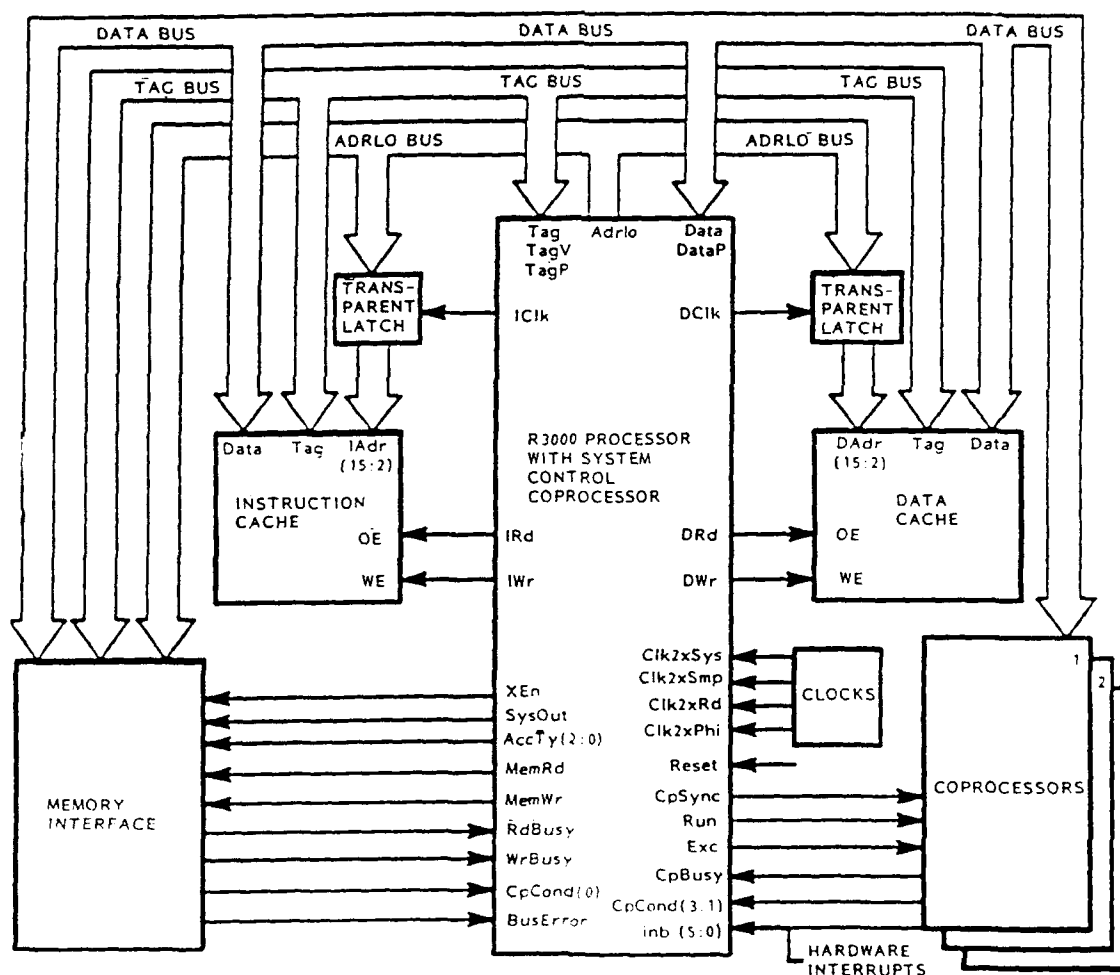 DATA BUS
DATA BUS
DATA BUS
TAG BUS
TAG BUS
TAG BUS
ADRLO BUS
ADRLO BUS
Tag
TagV
TagP
Adrlo
Data
DataP
TRANS-
PARENT
LATCH
IClk
DClk
TRANS-
PARENT
LATCH
Data
Tag
IAdr
(15:2)
INSTRUCTION
CACHE
OE
WE
R3000 PROCESSOR
WITH SYSTEM
CONTROL
COPROCESSOR
IRd
IWr
DRd
DWr
DAdr
(15:2)
Tag
Data
DATA
CACHE
OE
WE
MEMORY
INTERFACE
XEn
SysOut
AccTy(2:0)
MemRd
MemWr
RdBusy
WrBusy
CpCond(0)
BusError
Clk2xSys
Clk2xSmp
Clk2xRd
Clk2xPhi
Reset
CpSync
Run
Exc
CpBusy
CpCond(3.1)
inb (5:0)
CLOCKS
1
2
COPROCESSORS
HARDWARE
INTERRUPTS